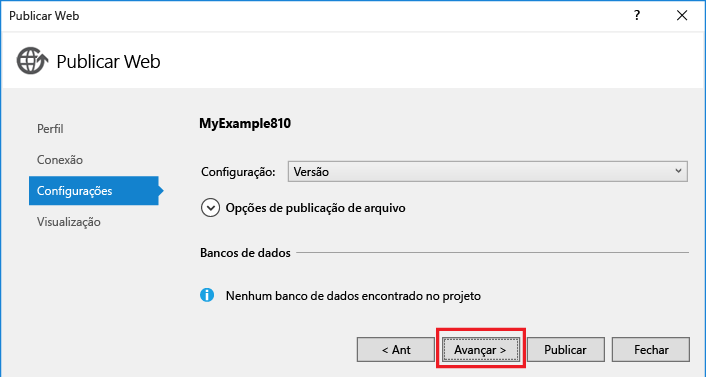 Publicar Web
?
Publicar Web
Perfil
Conexão
Configurações
Visualização
MyExample810
Configuração: Versão
Opções de publicação de arquivo
Bancos de dados
Nenhum banco de dados encontrado no projeto
< Ant Avançar > Publicar Fechar